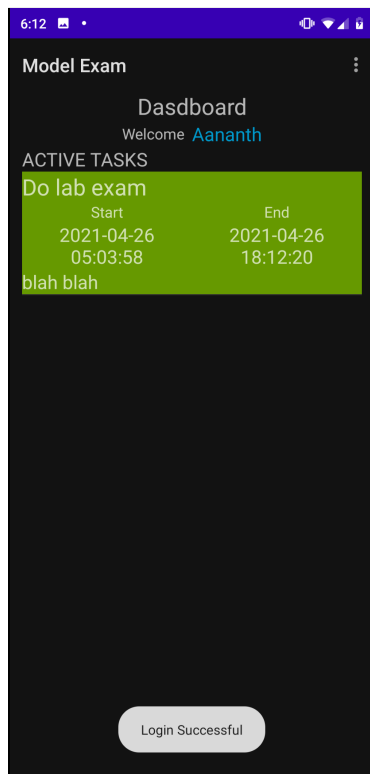 6:12
Model Exam
Dasdboard
Welcome Aananth
ACTIVE TASKS
Do lab exam
Start End
2021-04-26 2021-04-26
05:03:58 18:12:20
blah blah
Login Successful